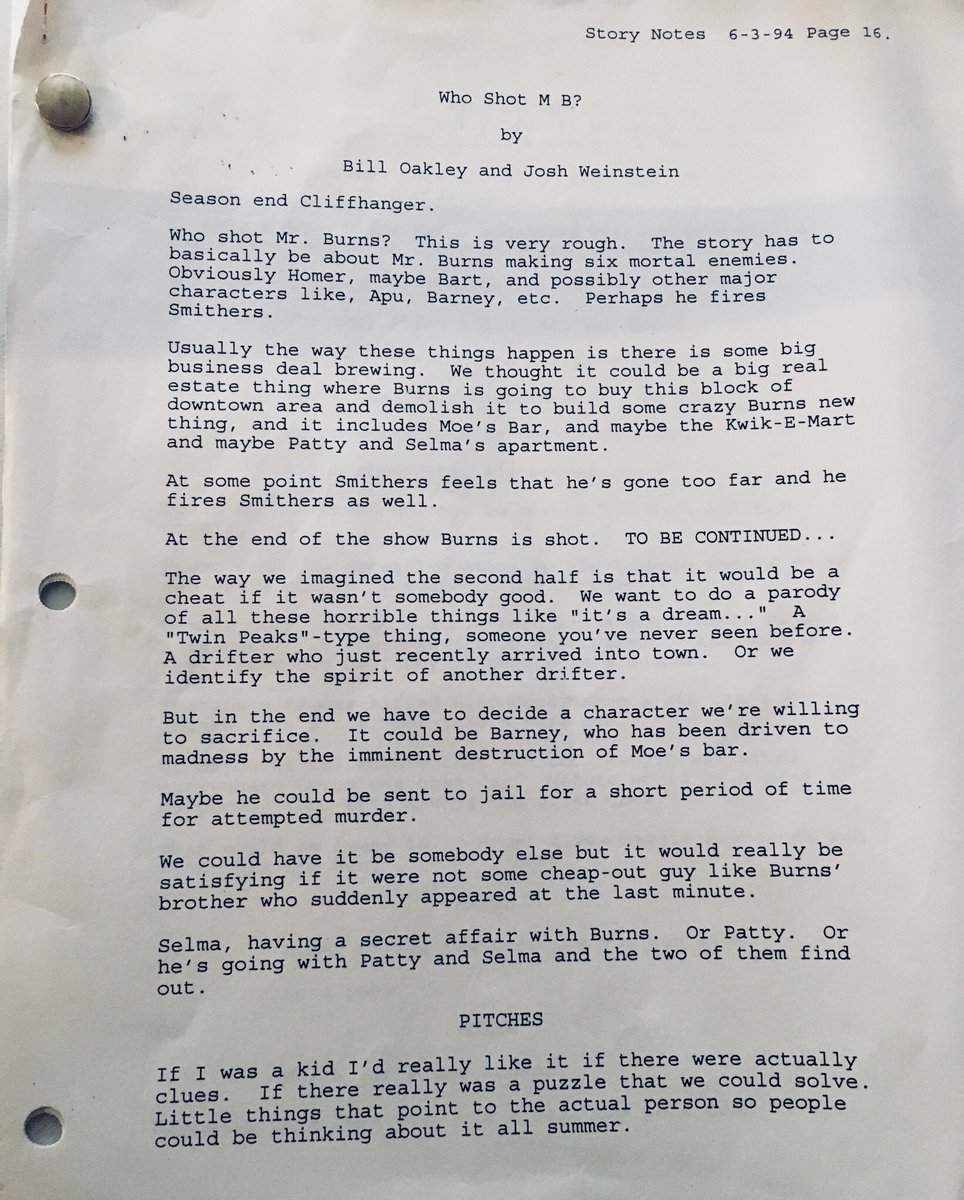 Story Notes 6-3-94 Page 16.
Who Shot M B?
by
Bill Oakley and Josh Weinstein
Season end Cliffhanger.
Who shot Mr. Burns? This is very rough. The story has to
basically be about Mr. Burns making six mortal enemies.
Obviously Homer, maybe Bart, and possibly other major
characters like, Apu, Barney, etc. Perhaps he fires
Smithers.
Usually the way these things happen is there is some big
business deal brewing. We thought it could be a big real
estate thing where Burns is going to buy this block of
downtown area and demolish it to build some crazy Burns new
thing, and it includes Moe's Bar, and maybe the Kwik-E-Mart
and maybe Patty and Selma's apartment.
At some point Smithers feels that he's gone too far and he
fires Smithers as well.
At the end of the show Burns is shot. TO BE CONTINUED...
The way we imagined the second half is that it would be a
cheat if it wasn't somebody good. We want to do a parody
of all these horrible things like "it's a dream..." A
"Twin Peaks"-type thing, someone you've never seen before.
A drifter who just recently arrived into town. Or we
identify the spirit of another drifter.
But in the end we have to decide a character we're willing
to sacrifice. It could be Barney, who has been driven to
madness by the imminent destruction of Moe's bar.
Maybe he could be sent to jail for a short period of time
for attempted murder.
We could have it be somebody else but it would really be
satisfying if it were not some cheap-out guy like Burns'
brother who suddenly appeared at the last minute.
Selma, having a secret affair with Burns. Or Patty. Or
he's going with Patty and Selma and the two of them find
out.
PITCHES
If I was a kid I'd really like it if there were actually
clues. If there really was a puzzle that we could solve.
Little things that point to the actual person so people
could be thinking about it all summer.